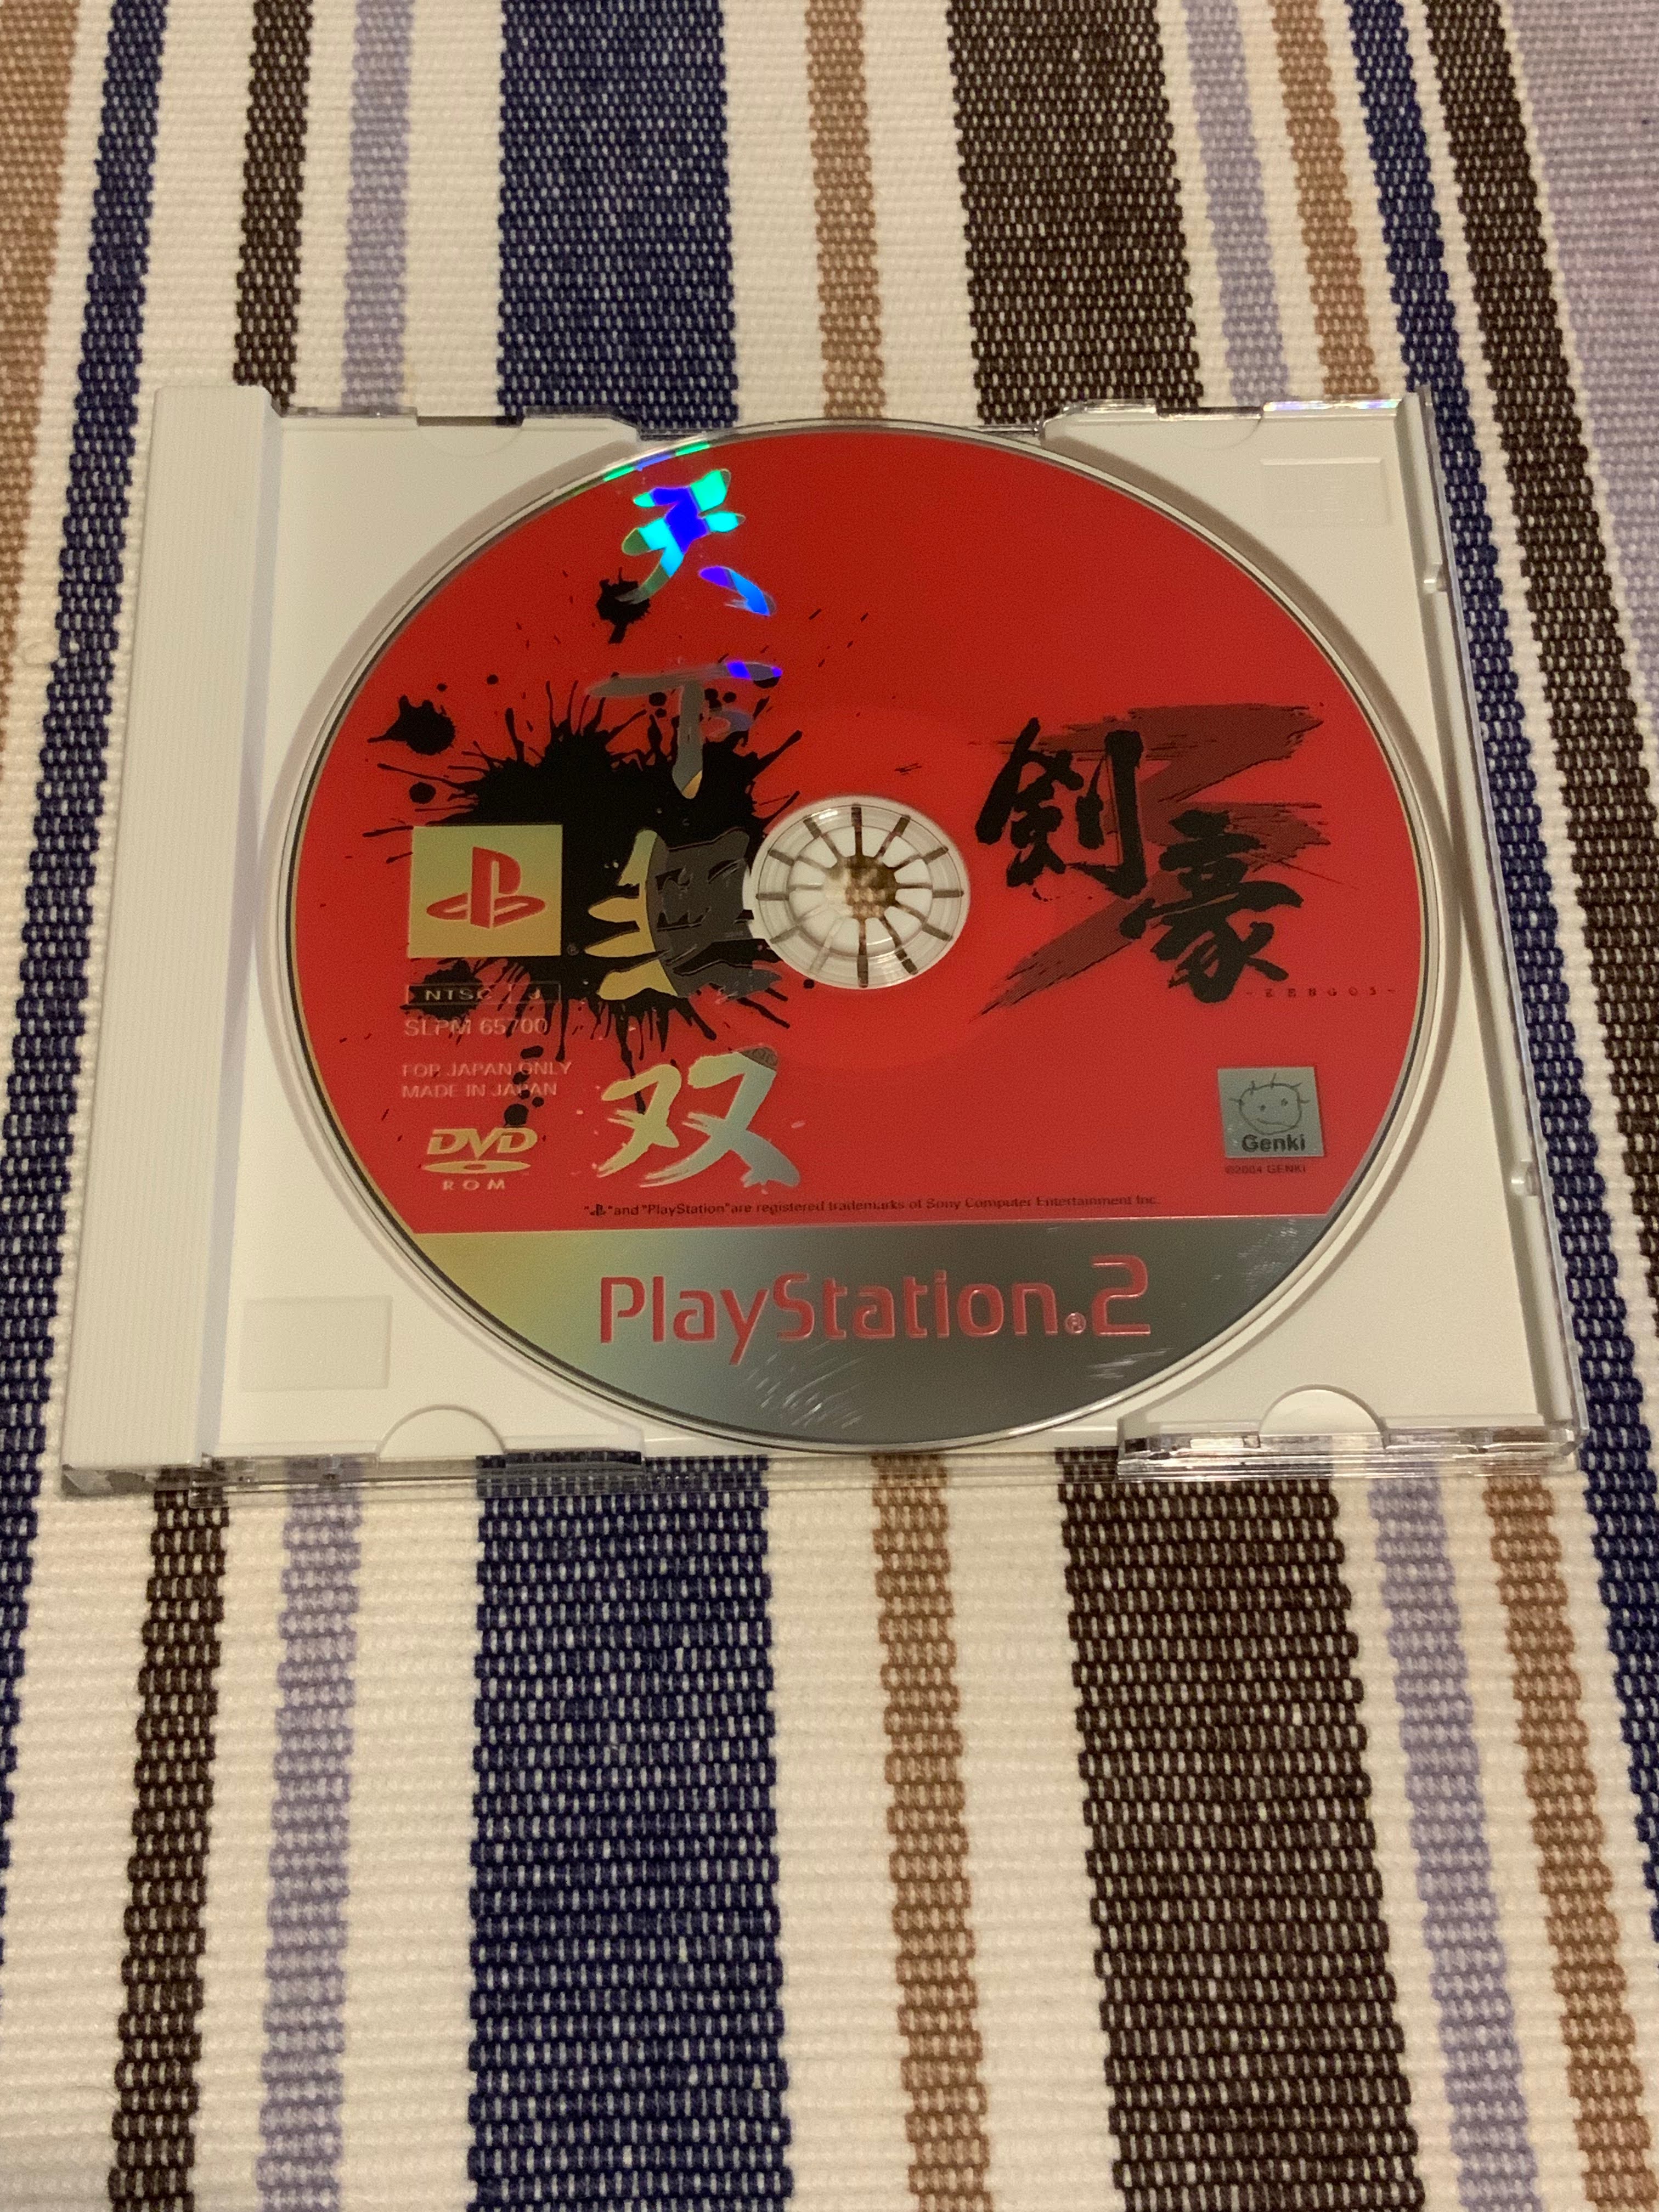 天下無双
剣豪
3
-KENGO3-
NTSC J
SLPM 65700
FOR JAPAN ONLY
MADE IN JAPAN
DVD
ROM
Genki
©2004 GENKI
" " and "PlayStation" are registered trademarks of Sony Computer Entertainment Inc.
PlayStation®2